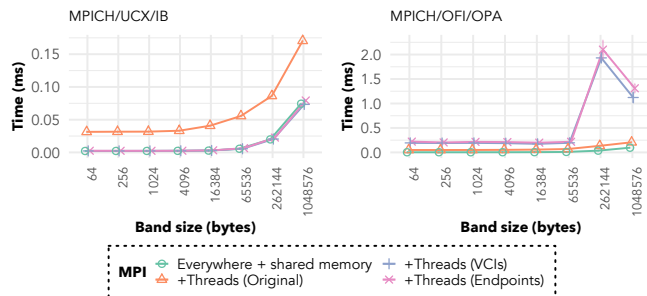 MPICH/UCX/IB
Time (ms)
0.15
0.10
0.05
0.00
64
256
1024
4096
16384
65536
262144
1048576
Band size (bytes)
MPICH/OFI/OPA
Time (ms)
2.0
1.5
1.0
0.5
0.0
64
256
1024
4096
16384
65536
262144
1048576
Band size (bytes)
MPI
Everywhere + shared memory
+Threads (Original)
+Threads (VCIs)
+Threads (Endpoints)